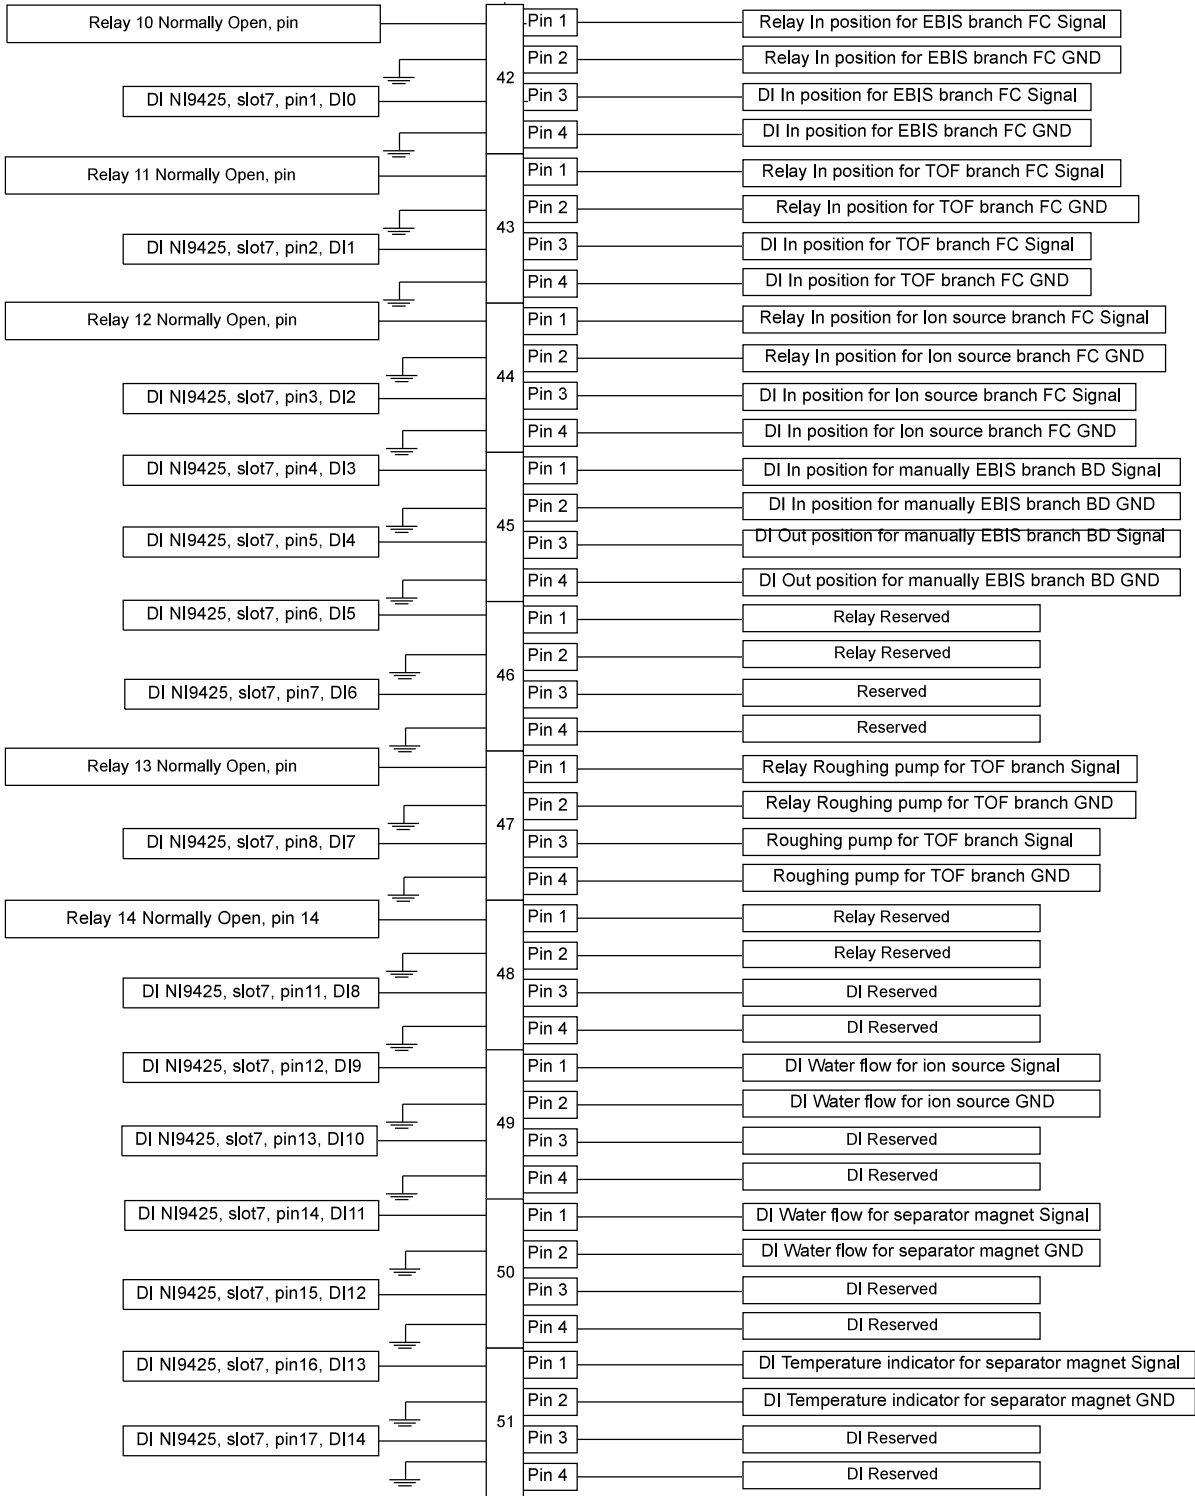 Relay 10 Normally Open, pin
Pin 1
Relay In position for EBIS branch FC Signal
Pin 2
Relay In position for EBIS branch FC GND
42
DI NI9425, slot7, pin1, DI0
Pin 3
DI In position for EBIS branch FC Signal
Pin 4
DI In position for EBIS branch FC GND
Relay 11 Normally Open, pin
Pin 1
Relay In position for TOF branch FC Signal
Pin 2
Relay In position for TOF branch FC GND
43
DI NI9425, slot7, pin2, DI1
Pin 3
DI In position for TOF branch FC Signal
Pin 4
DI In position for TOF branch FC GND
Relay 12 Normally Open, pin
Pin 1
Relay In position for Ion source branch FC Signal
Pin 2
Relay In position for Ion source branch FC GND
44
DI NI9425, slot7, pin3, DI2
Pin 3
DI In position for Ion source branch FC Signal
Pin 4
DI In position for Ion source branch FC GND
DI NI9425, slot7, pin4, DI3
Pin 1
DI In position for manually EBIS branch BD Signal
Pin 2
DI In position for manually EBIS branch BD GND
45
DI NI9425, slot7, pin5, DI4
Pin 3
DI Out position for manually EBIS branch BD Signal
Pin 4
DI Out position for manually EBIS branch BD GND
DI NI9425, slot7, pin6, DI5
Pin 1
Relay Reserved
Pin 2
Relay Reserved
46
DI NI9425, slot7, pin7, DI6
Pin 3
Reserved
Pin 4
Reserved
Relay 13 Normally Open, pin
Pin 1
Relay Roughing pump for TOF branch Signal
Pin 2
Relay Roughing pump for TOF branch GND
47
DI NI9425, slot7, pin8, DI7
Pin 3
Roughing pump for TOF branch Signal
Pin 4
Roughing pump for TOF branch GND
Relay 14 Normally Open, pin 14
Pin 1
Relay Reserved
Pin 2
Relay Reserved
48
DI NI9425, slot7, pin11, DI8
Pin 3
DI Reserved
Pin 4
DI Reserved
DI NI9425, slot7, pin12, DI9
Pin 1
DI Water flow for ion source Signal
Pin 2
DI Water flow for ion source GND
49
DI NI9425, slot7, pin13, DI10
Pin 3
DI Reserved
Pin 4
DI Reserved
DI NI9425, slot7, pin14, DI11
Pin 1
DI Water flow for separator magnet Signal
Pin 2
DI Water flow for separator magnet GND
50
DI NI9425, slot7, pin15, DI12
Pin 3
DI Reserved
Pin 4
DI Reserved
DI NI9425, slot7, pin16, DI13
Pin 1
DI Temperature indicator for separator magnet Signal
Pin 2
DI Temperature indicator for separator magnet GND
51
DI NI9425, slot7, pin17, DI14
Pin 3
DI Reserved
Pin 4
DI Reserved